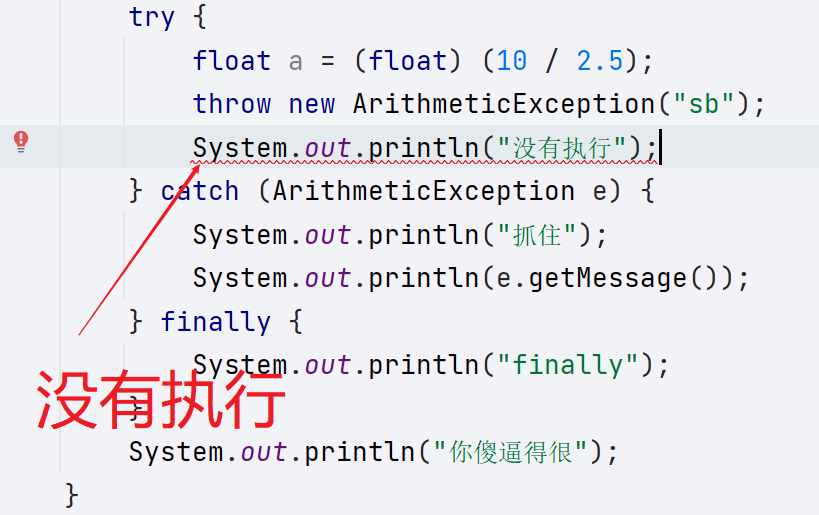 try {
float a = (float) (10 / 2.5);
throw new ArithmeticException("sb");
System.out.println("没有执行");
} catch (ArithmeticException e) {
System.out.println("抓住");
System.out.println(e.getMessage());
} finally {
System.out.println("finally");
}
没有执行
System.out.println("你傻逼得很");
}